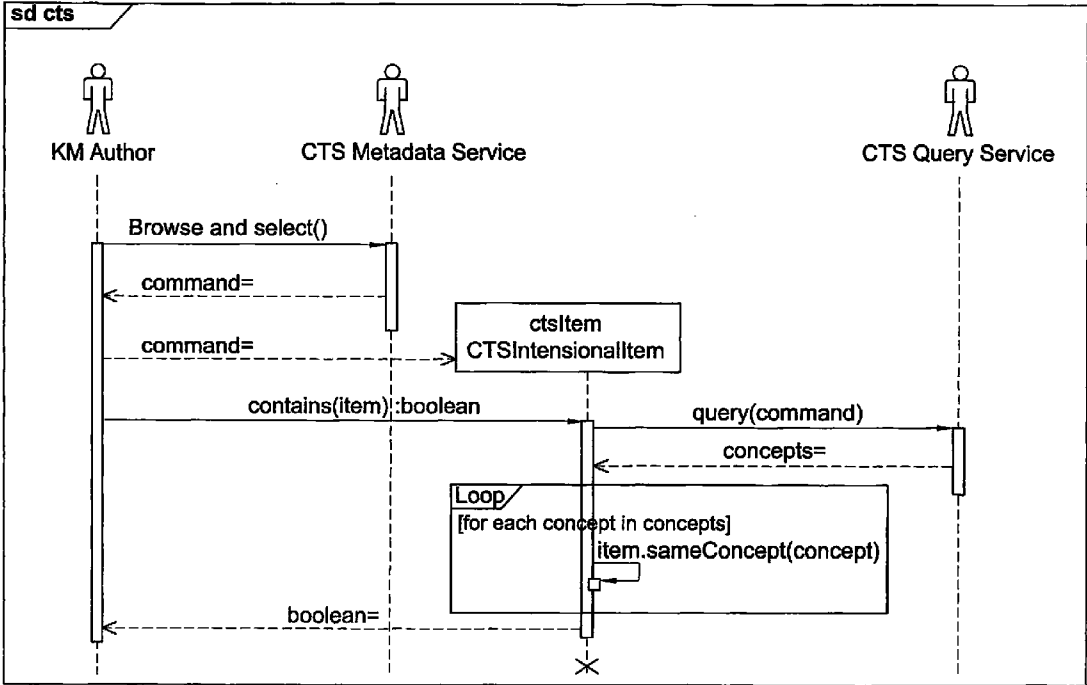 sd cts
KM Author
CTS Metadata Service
CTS Query Service
Browse and select()
command=
ctsItem
CTSIntensionalItem
command=
contains(item) :boolean
query(command)
concepts=
Loop
[for each concept in concepts]
item.sameConcept(concept)
boolean=